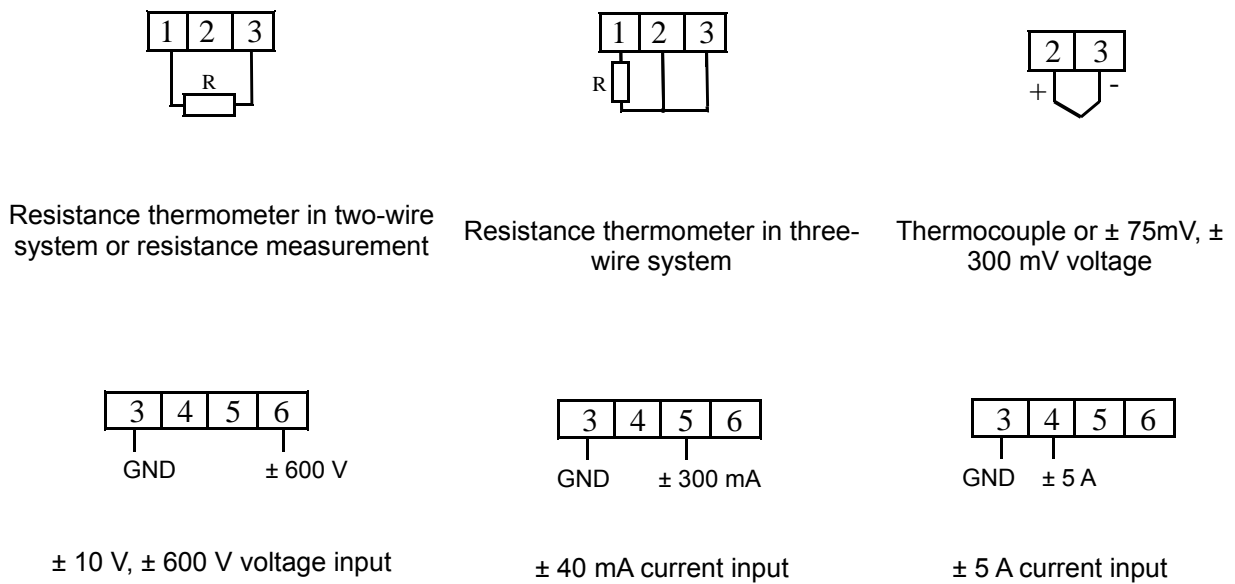 1 2 3
R
Resistance thermometer in two-wire
system or resistance measurement
1 2 3
R
Resistance thermometer in three-
wire system
2 3
+ -
Thermocouple or ± 75mV, ±
300 mV voltage
3 4 5 6
GND ± 600 V
± 10 V, ± 600 V voltage input
3 4 5 6
GND ± 300 mA
± 40 mA current input
3 4 5 6
GND ± 5 A
± 5 A current input